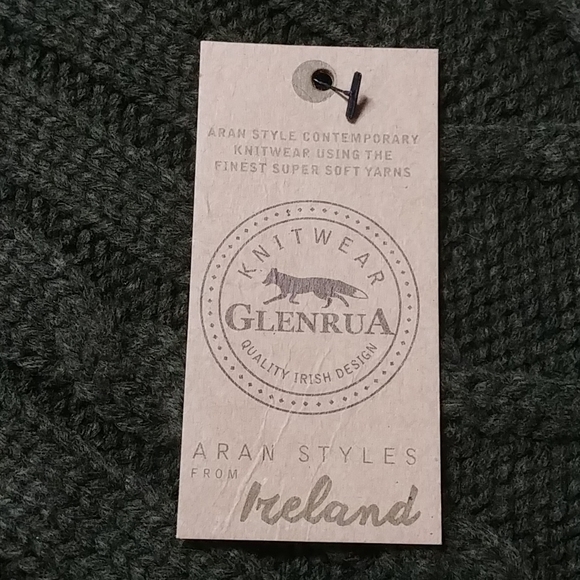 ARAN STYLE CONTEMPORARY
KNITWEAR USING THE
FINEST SUPER SOFT YARNS
KNITWEAR
GLENRUA
QUALITY IRISH DESIGN
ARAN STYLES
FROM
Ireland